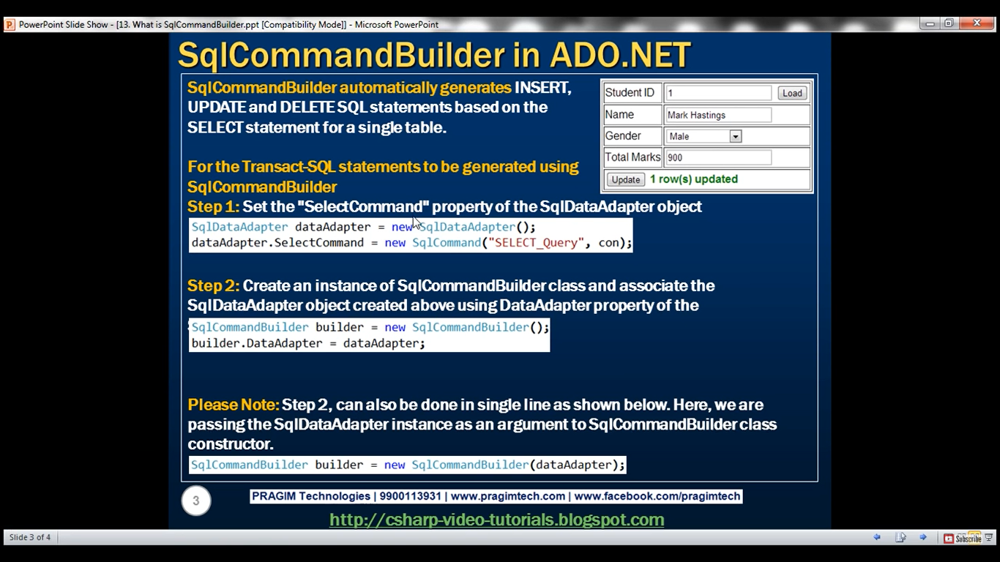 PowerPoint Slide Show - [13. What is SqlCommandBuilder.ppt [Compatibility Mode]] - Microsoft PowerPoint
SqlCommandBuilder in ADO.NET
SqlCommandBuilder automatically generates INSERT,
UPDATE and DELETE SQL statements based on the
SELECT statement for a single table.
Student ID 1 Load
Name Mark Hastings
Gender Male
Total Marks 900
Update 1 row(s) updated
For the Transact-SQL statements to be generated using
SqlCommandBuilder
Step 1: Set the "SelectCommand" property of the SqlDataAdapter object
SqlDataAdapter dataAdapter = new SqlDataAdapter();
dataAdapter.SelectCommand = new SqlCommand("SELECT_Query", con);
Step 2: Create an instance of SqlCommandBuilder class and associate the
SqlDataAdapter object created above using DataAdapter property of the
SqlCommandBuilder builder = new SqlCommandBuilder();
builder.DataAdapter = dataAdapter;
Please Note: Step 2, can also be done in single line as shown below. Here, we are
passing the SqlDataAdapter instance as an argument to SqlCommandBuilder class
constructor.
SqlCommandBuilder builder = new SqlCommandBuilder(dataAdapter);
3
PRAGIM Technologies | 9900113931 | www.pragimtech.com | www.facebook.com/pragimtech
http://csharp-video-tutorials.blogspot.com
Slide 3 of 4
Subscribe